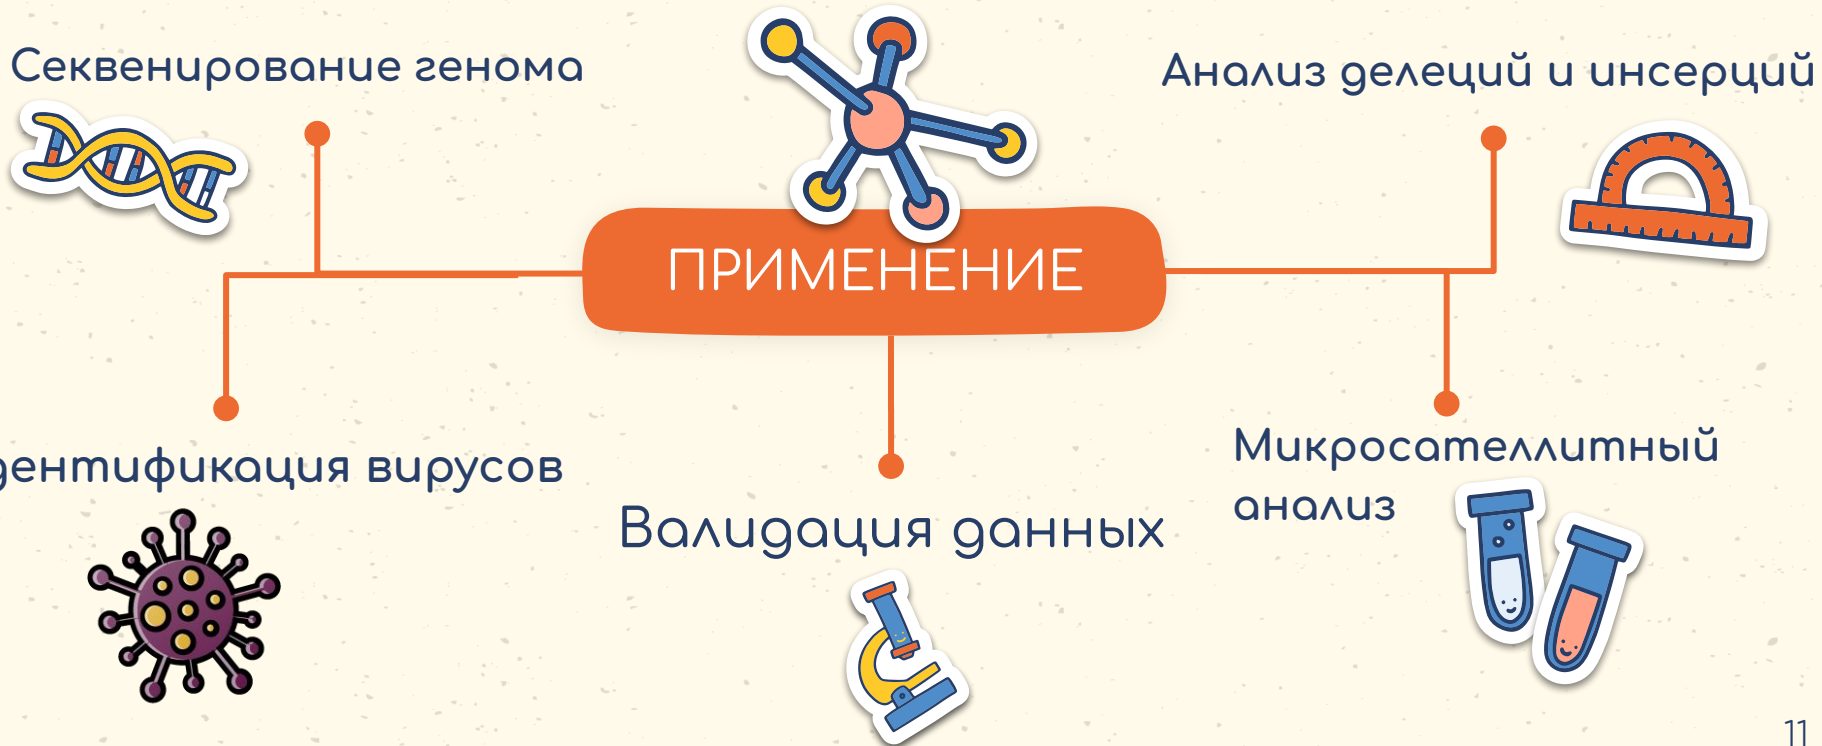 Секвенирование генома
Анализ делеций и инсерций
ПРИМЕНЕНИЕ
дентификация вирусов
Валидация данных
Микросателлитный
анализ
11